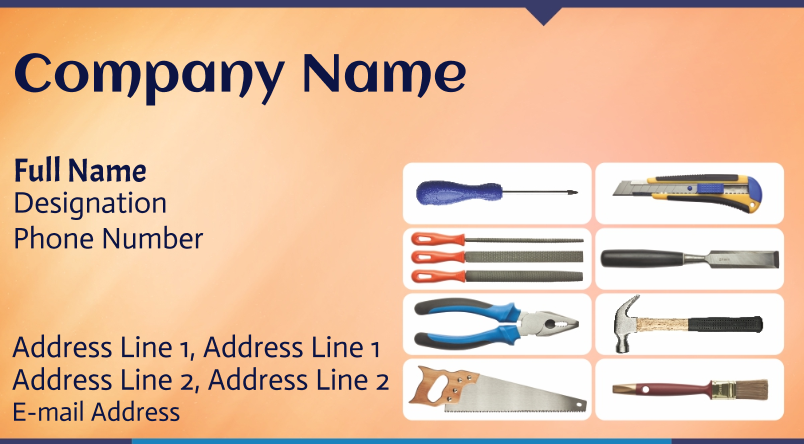 Company Name
Full Name
Designation
Phone Number
Address Line 1, Address Line 1
Address Line 2, Address Line 2
E-mail Address